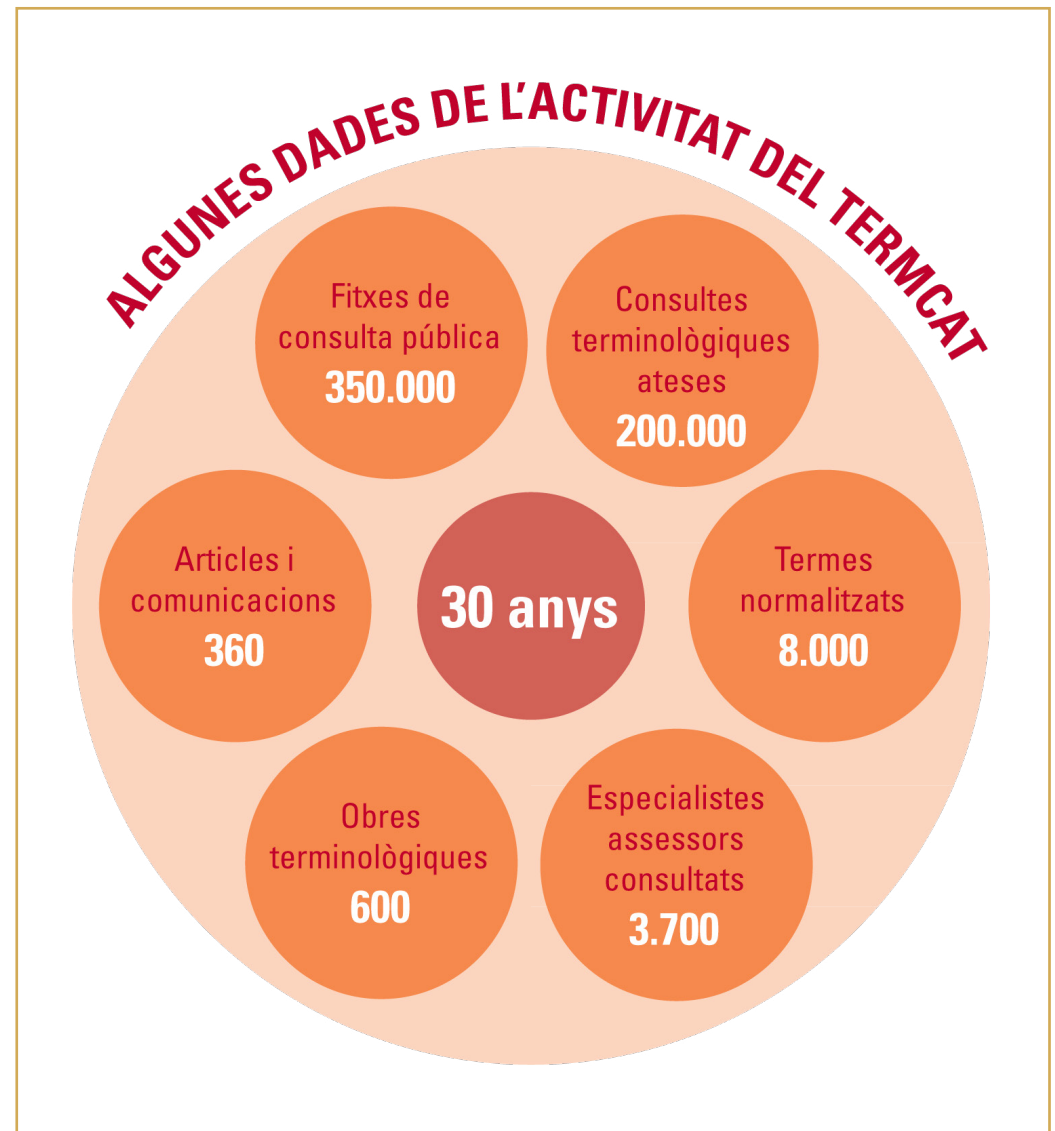 ALGUNES DADES DE L'ACTIVITAT DEL TERMCAT
Fitxes de
consulta pública
350.000
Consultes
terminològiques
ateses
200.000
Articles i
comunicacions
360
30 anys
Termes
normalitzats
8.000
Obres
terminològiques
600
Especialistes
assessors
consultats
3.700